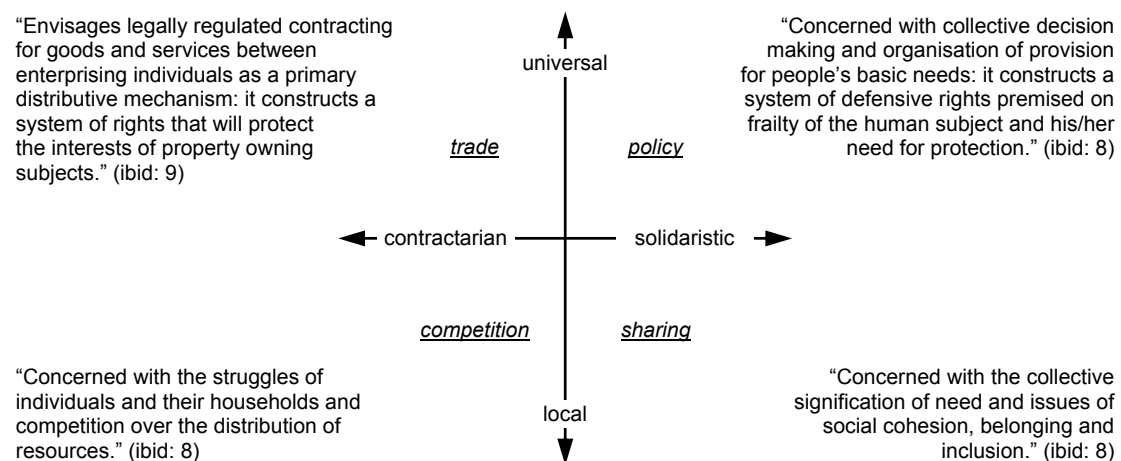 “Envisages legally regulated contracting
for goods and services between
enterprising individuals as a primary
distributive mechanism: it constructs a
system of rights that will protect
the interests of property owning
subjects.” (ibid: 9)
universal
“Concerned with collective decision
making and organisation of provision
for people’s basic needs: it constructs a
system of defensive rights premised on
frailty of the human subject and his/her
need for protection.” (ibid: 8)
trade
policy
contractarian
solidaristic
competition
sharing
“Concerned with the struggles of
individuals and their households and
competition over the distribution of
resources.” (ibid: 8)
local
“Concerned with the collective
signification of need and issues of
social cohesion, belonging and
inclusion.” (ibid: 8)